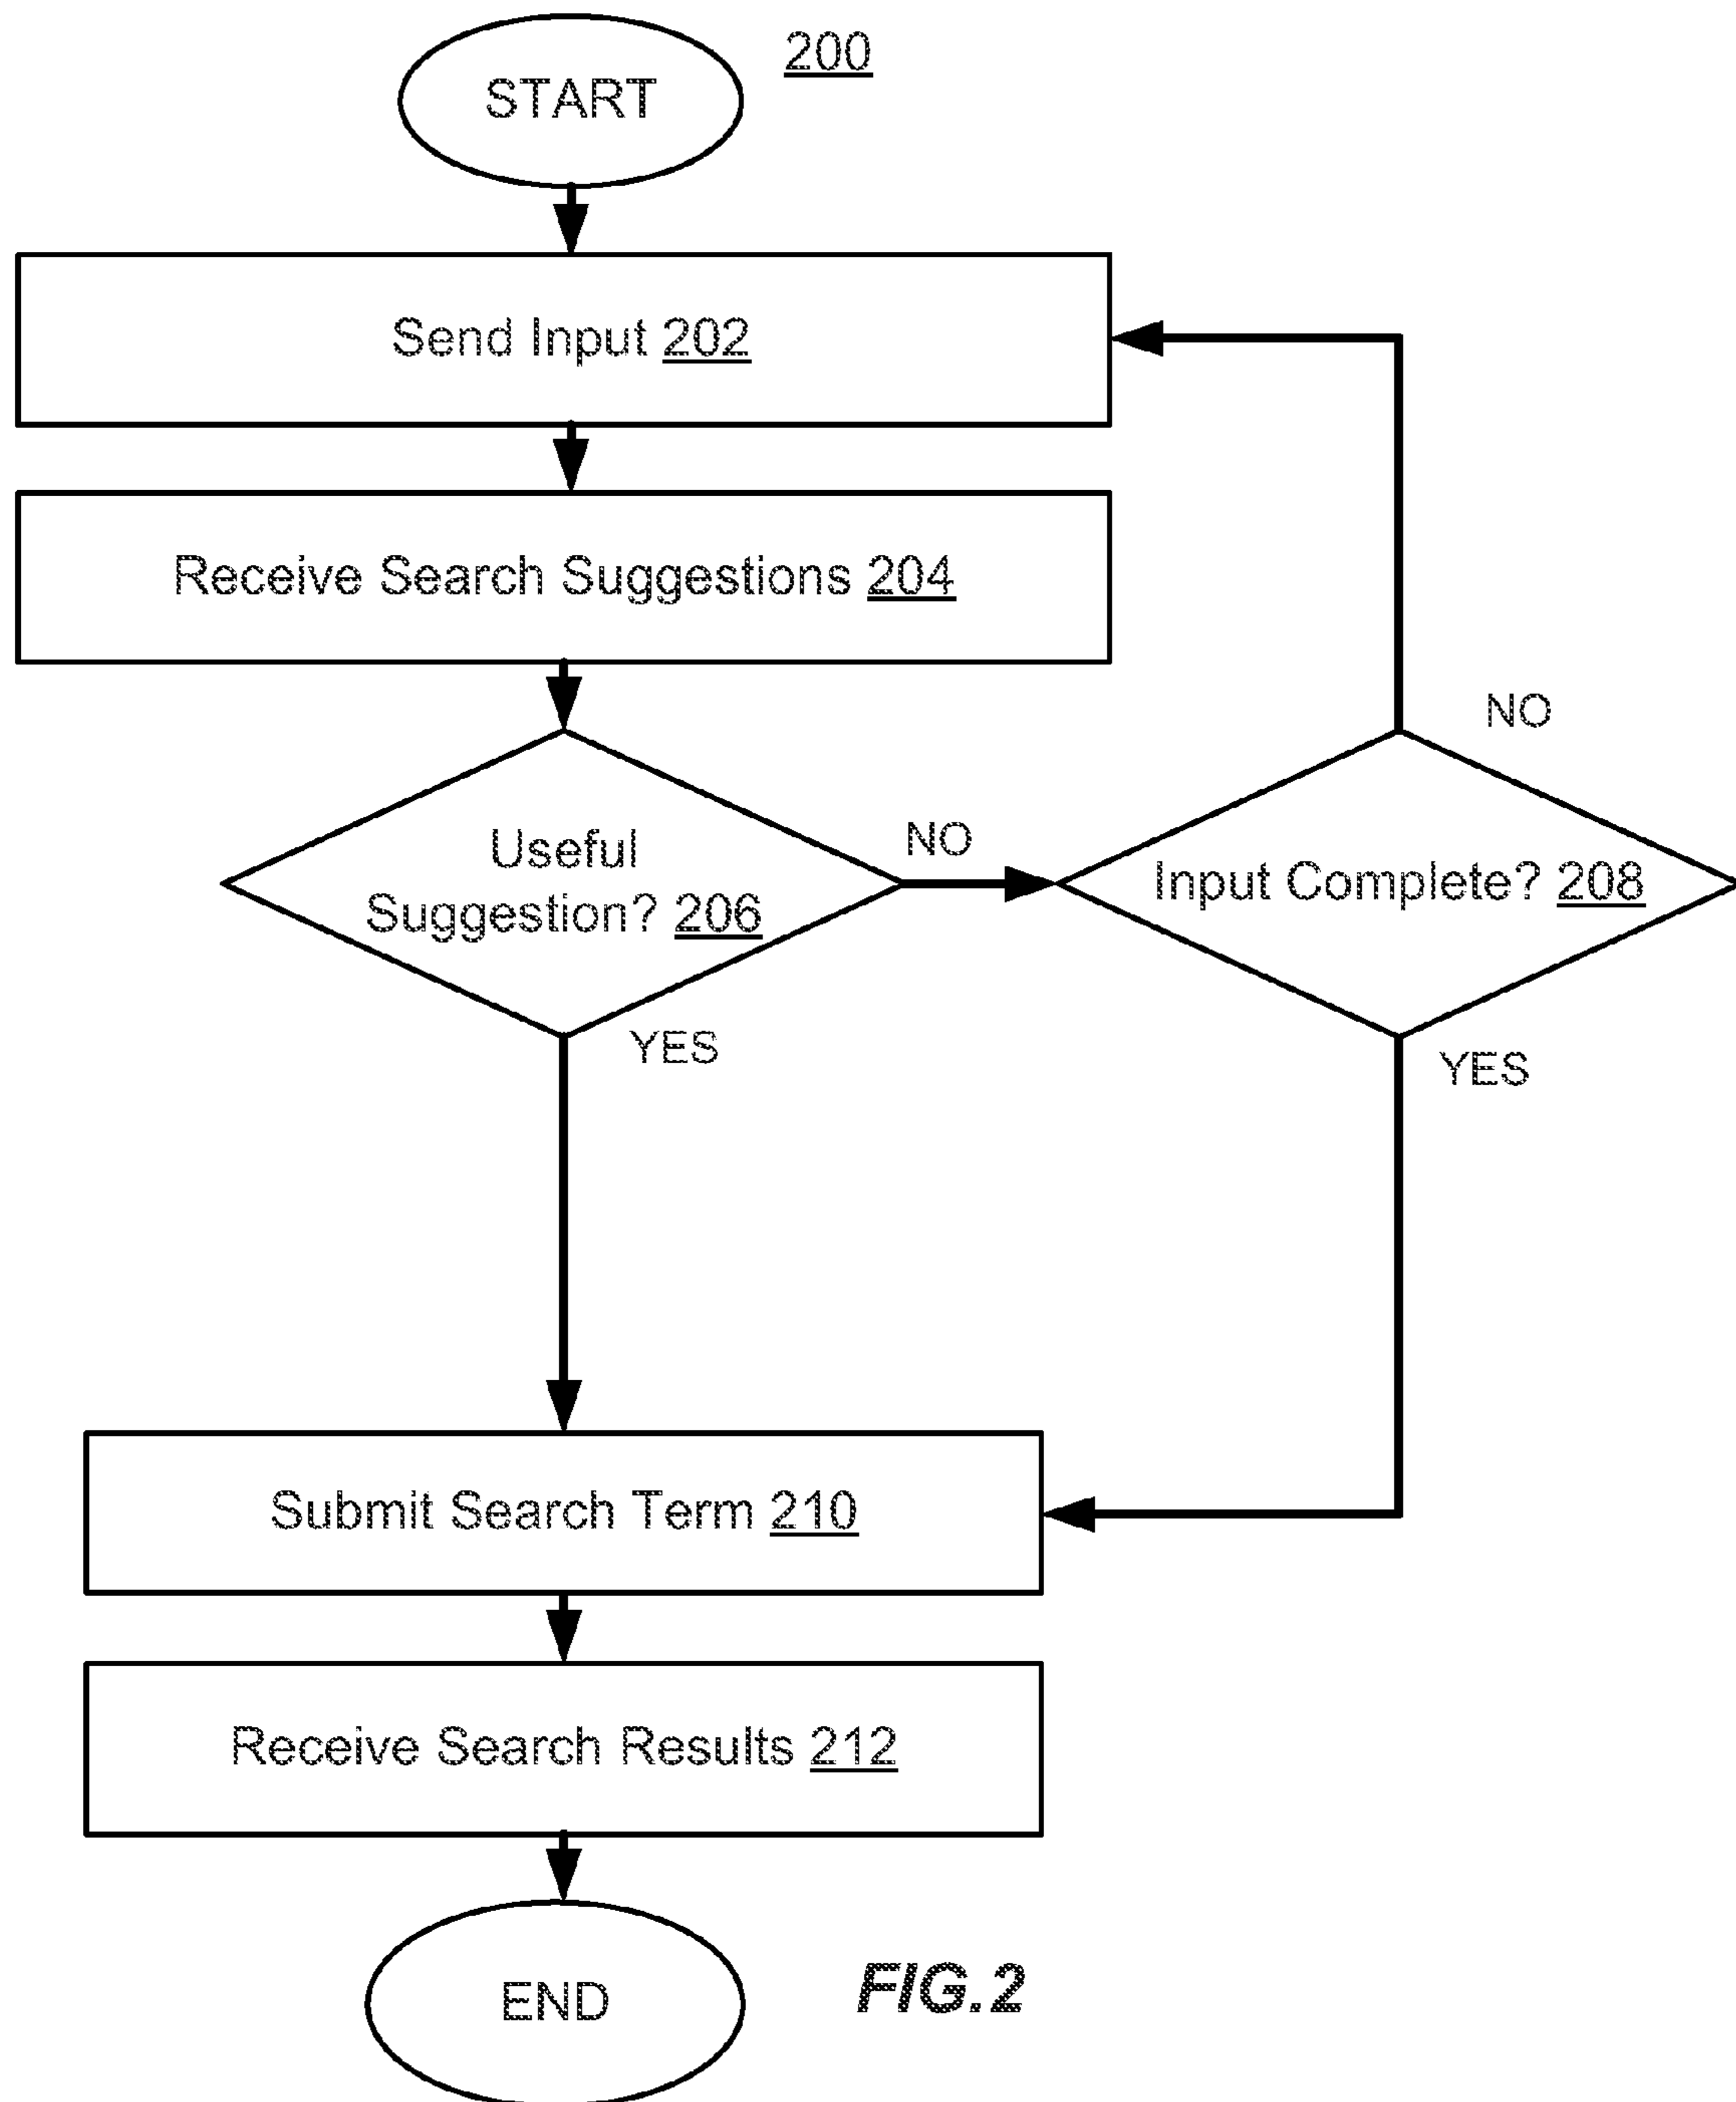 200
START
Send Input 202
Receive Search Suggestions 204
NO
Useful
Suggestion? 206
NO
Input Complete? 208
YES
YES
Submit Search Term 210
Receive Search Results 212
END
FIG.2